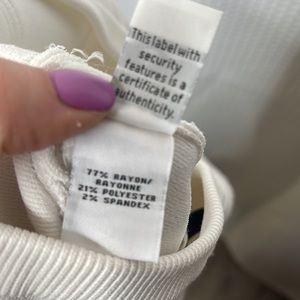 This label with
security
features is a
certificate of
authenticity.
77% RAYON/
RAYONNE
21% POLYESTER
2% SPANDEX